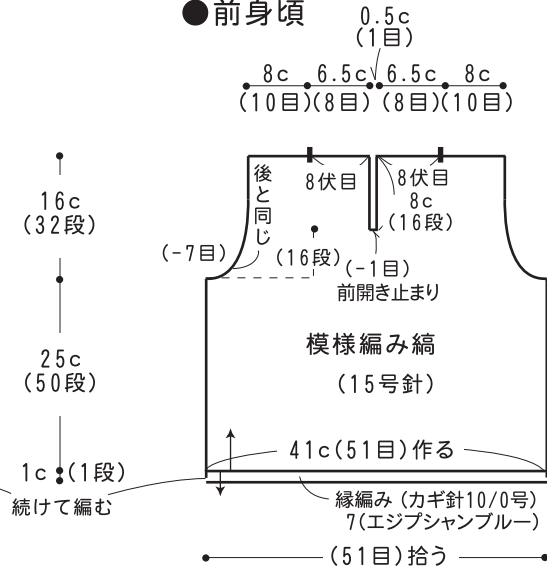 ●前身頃
0.5c
(1目)
8c 6.5c 6.5c 8c
(10目)(8目) (8目)(10目)
後と同じ
8伏目
8伏目
8c
(16段)
16c
(32段)
(-7目)
(16段)
(-1目)
前開き止まり
模様編み縞
(15号針)
25c
(50段)
41c(51目)作る
1c (1段)
続けて編む
縁編み(カギ針10/0号)
7(エジプシャンブルー)
(51目)拾う